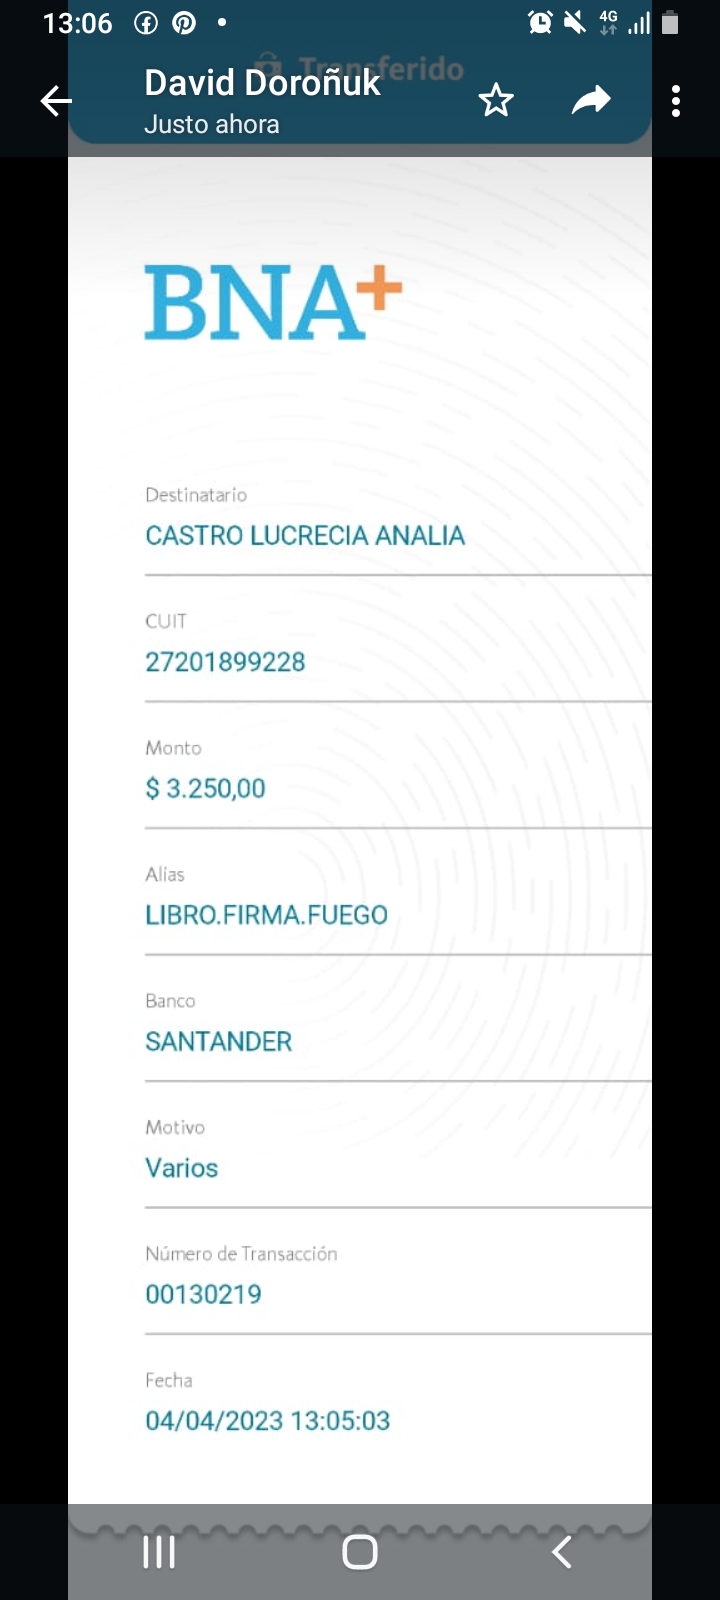 13:06
4G
Transferido
David Doroñuk
Justo ahora
BNA+
Destinatario
CASTRO LUCRECIA ANALIA
CUIT
27201899228
Monto
$ 3.250,00
Alias
LIBRO.FIRMA.FUEGO
Banco
SANTANDER
Motivo
Varios
Número de Transacción
00130219
Fecha
04/04/2023 13:05:03